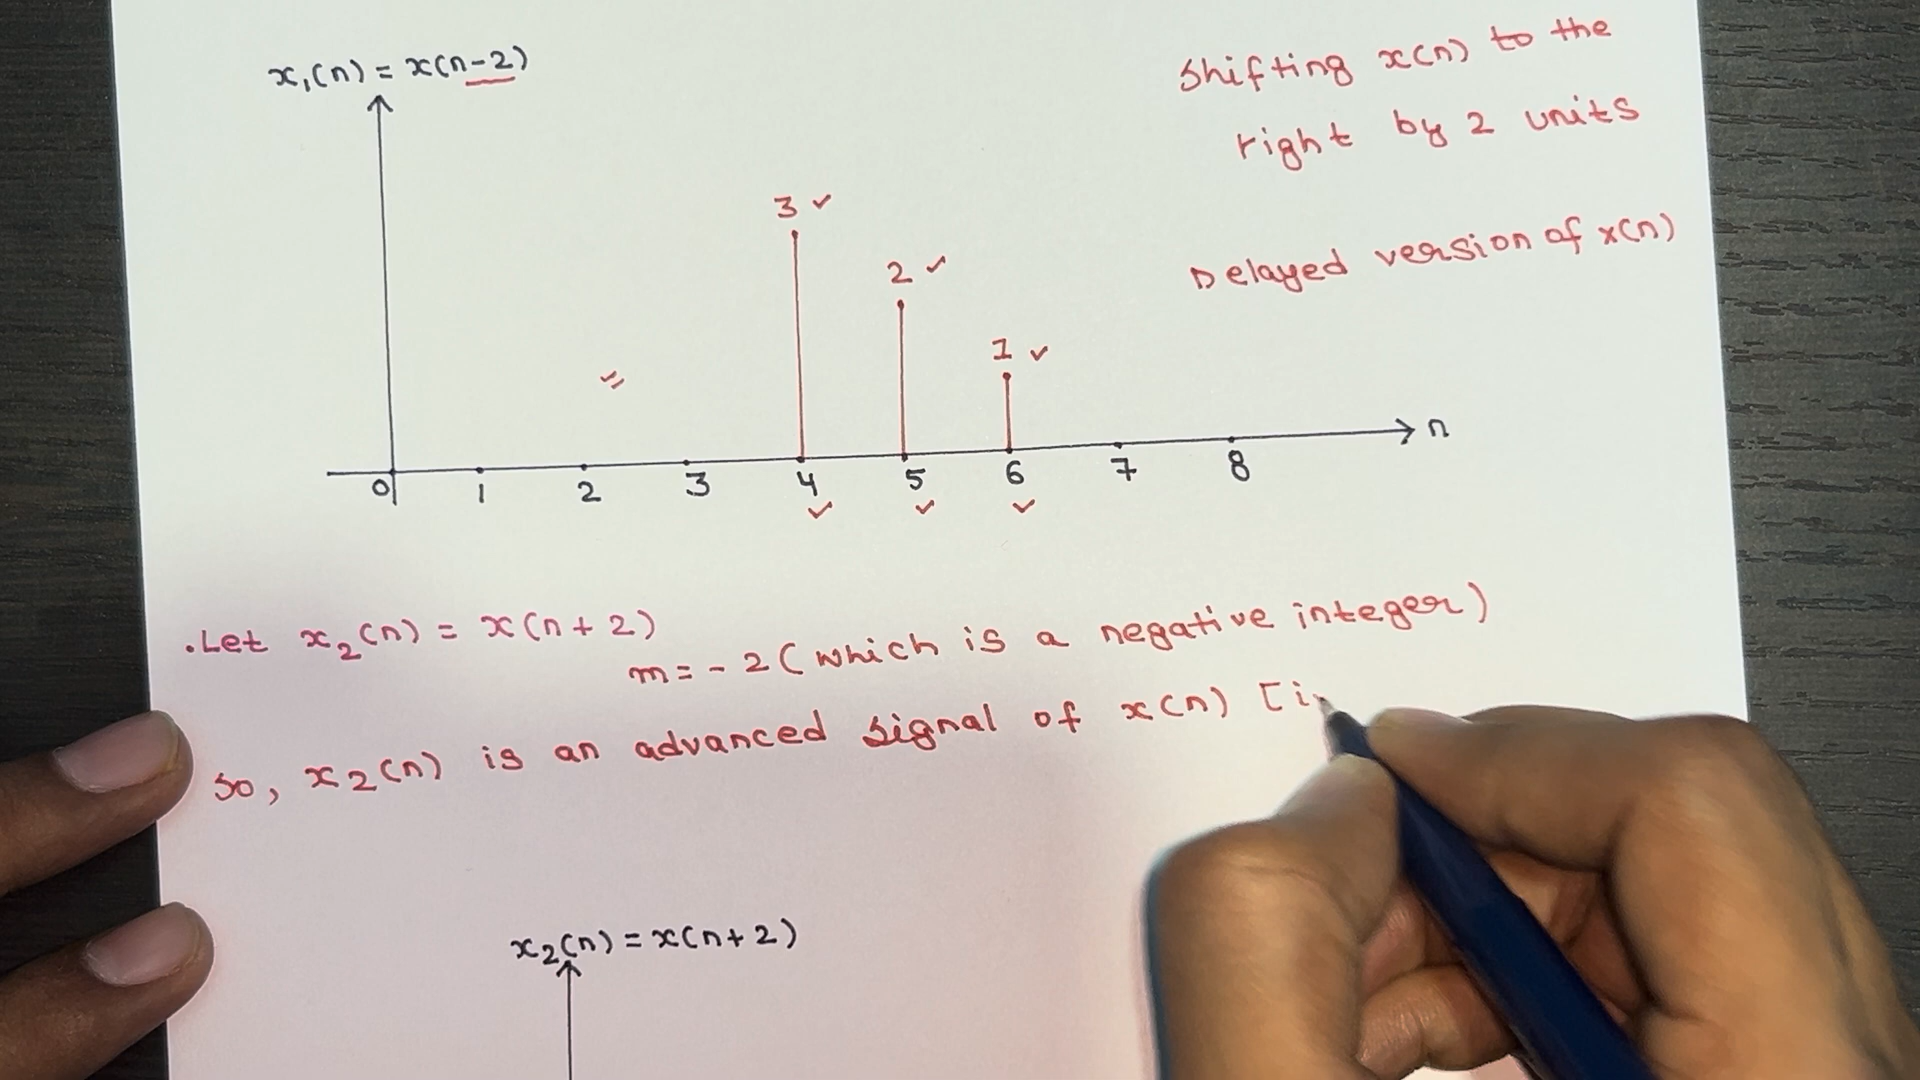 x₁(n) = x(n-2)
Shifting x(n) to the
right by 2 units
Delayed version of x(n)
3 ✓
2 ✓
1 ✓
n
0 1 2 3 4 5 6 7 8
.Let x₂(n) = x(n+2)
m = - 2 (which is a negative integer)
So, x₂(n) is an advanced signal of x(n) [i
x₂(n) = x(n+2)